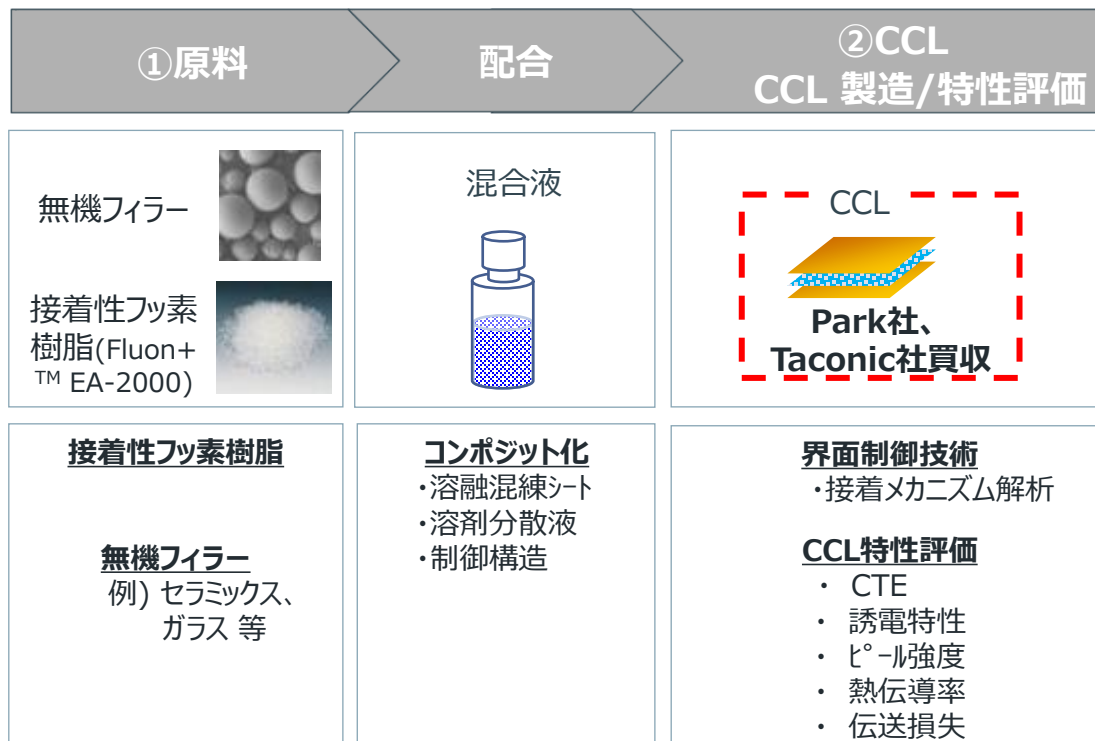 ①原料
配合
②CCL
CCL 製造/特性評価
無機フィラー
接着性フッ素
樹脂(Fluon+
TM EA-2000)
混合液
CCL
Park社、
Taconic社買収
接着性フッ素樹脂
無機フィラー
例) セラミックス、
ガラス 等
コンポジット化
・溶融混練シート
・溶剤分散液
・制御構造
界面制御技術
・接着メカニズム解析
CCL特性評価
・ CTE
・ 誘電特性
・ ﾋﾟｰﾙ強度
・ 熱伝導率
・ 伝送損失